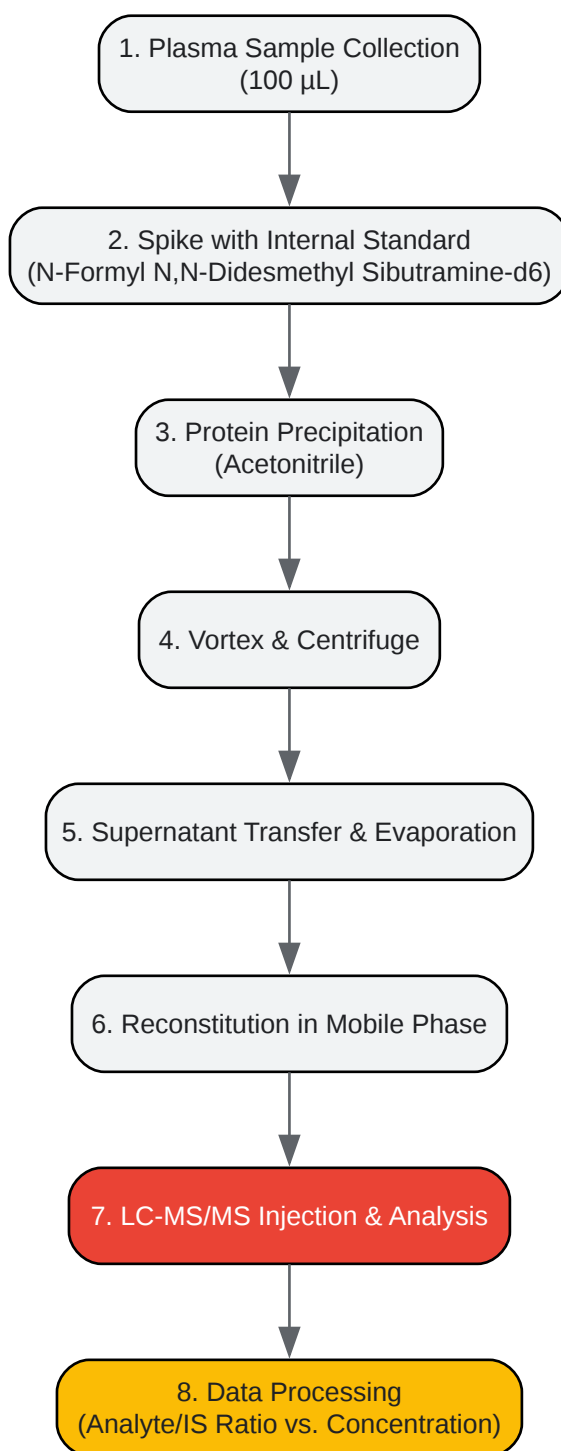 1. Plasma Sample Collection
(100 µL)
2. Spike with Internal Standard
(N-Formyl N,N-Didesmethyl Sibutramine-d6)
3. Protein Precipitation
(Acetonitrile)
4. Vortex & Centrifuge
5. Supernatant Transfer & Evaporation
6. Reconstitution in Mobile Phase
7. LC-MS/MS Injection & Analysis
8. Data Processing
(Analyte/IS Ratio vs. Concentration)